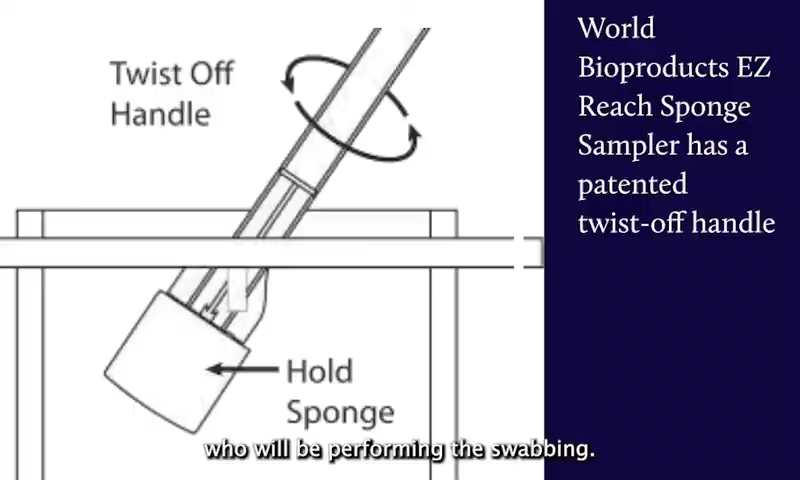 Twist Off
Handle
Hold
Sponge
World
Bioproducts EZ
Reach Sponge
Sampler has a
patented
twist-off handle
who will be performing the swabbing.